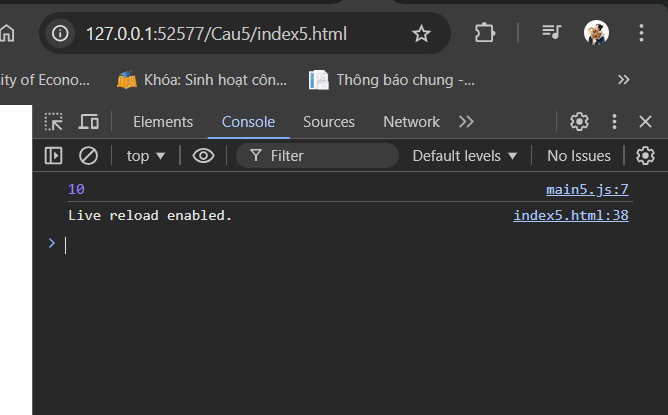 127.0.0.1:52577/Cau5/index5.html
ity of Econo... Khóa: Sinh hoạt côn... Thông báo chung -...
Elements Console Sources Network
top Filter Default levels No Issues
10 main5.js:7
Live reload enabled. index5.html:38